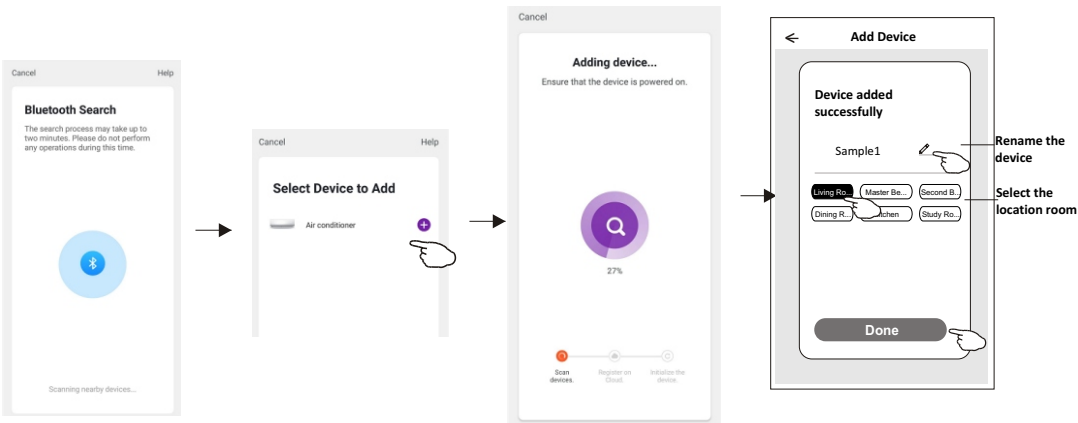 Cancel
Help
Bluetooth Search
The search process may take up to
two minutes. Please do not perform
any operations during this time.
Scanning nearby devices...
Cancel
Help
Select Device to Add
Air conditioner
Cancel
Adding device...
Ensure that the device is powered on.
27%
Scan
devices.
Register on
Cloud.
Initialize the
device.
Add Device
Device added
successfully
Sample1
Living Ro...
Master Be...
Second B...
Dining R...
Study Ro...
Done
Rename the
device
Select the
location room